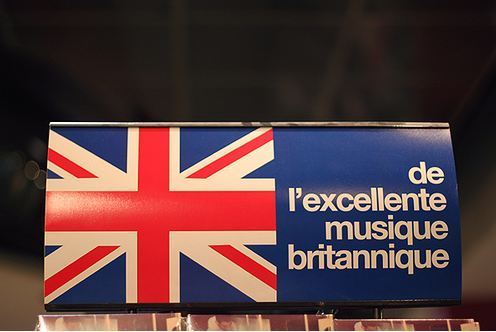 de
l'excellente
musique
britannique